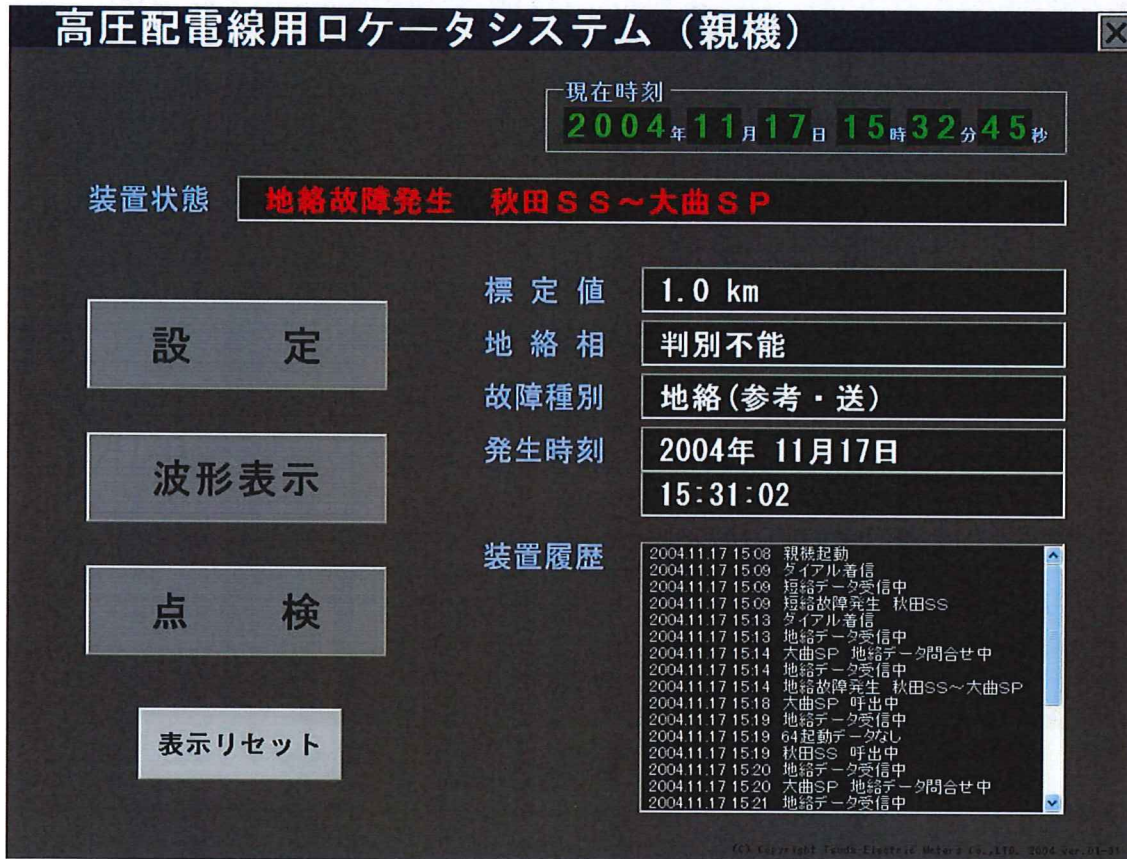 高圧配電線用ロケータシステム（親機）
現在時刻
2004年11月17日 15時32分45秒
装置状態 地絡故障発生 秋田ＳＳ～大曲ＳＰ
標定値 1.0 km
設定
地絡相 判別不能
故障種別 地絡(参考・送)
波形表示
発生時刻 2004年 11月17日
15:31:02
点検
表示リセット
装置履歴
2004.11.17 15:08 親機起動
2004.11.17 15:09 ダイアル着信
2004.11.17 15:09 短絡データ受信中
2004.11.17 15:09 短絡故障発生 秋田SS
2004.11.17 15:13 ダイアル着信
2004.11.17 15:13 地絡データ受信中
2004.11.17 15:14 大曲SP 地絡データ問合せ中
2004.11.17 15:14 地絡データ受信中
2004.11.17 15:14 地絡故障発生 秋田SS～大曲SP
2004.11.17 15:18 大曲SP 呼出中
2004.11.17 15:19 地絡データ受信中
2004.11.17 15:19 64起動データなし
2004.11.17 15:19 秋田SS 呼出中
2004.11.17 15:20 地絡データ受信中
2004.11.17 15:20 大曲SP 地絡データ問合せ中
2004.11.17 15:21 地絡データ受信中
(C) Copyright Electric Meters Co.,LTD. 2004